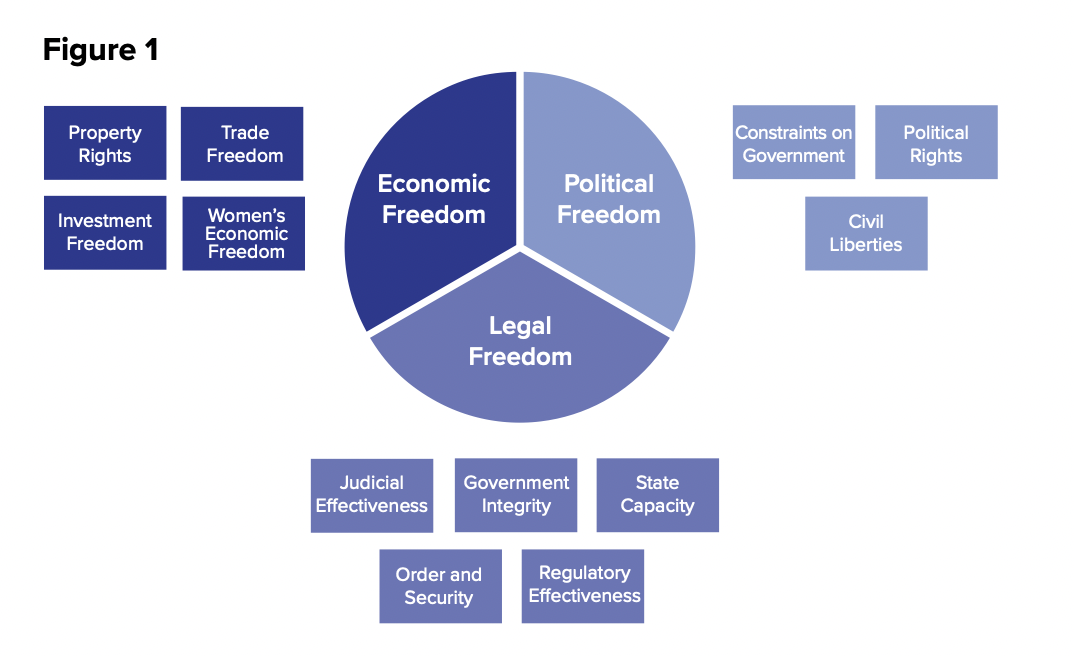 Figure 1
Property
Rights
Trade
Freedom
Investment
Freedom
Women’s
Economic
Freedom
Economic
Freedom
Political
Freedom
Legal
Freedom
Constraints on
Government
Political
Rights
Civil
Liberties
Judicial
Effectiveness
Government
Integrity
State
Capacity
Order and
Security
Regulatory
Effectiveness